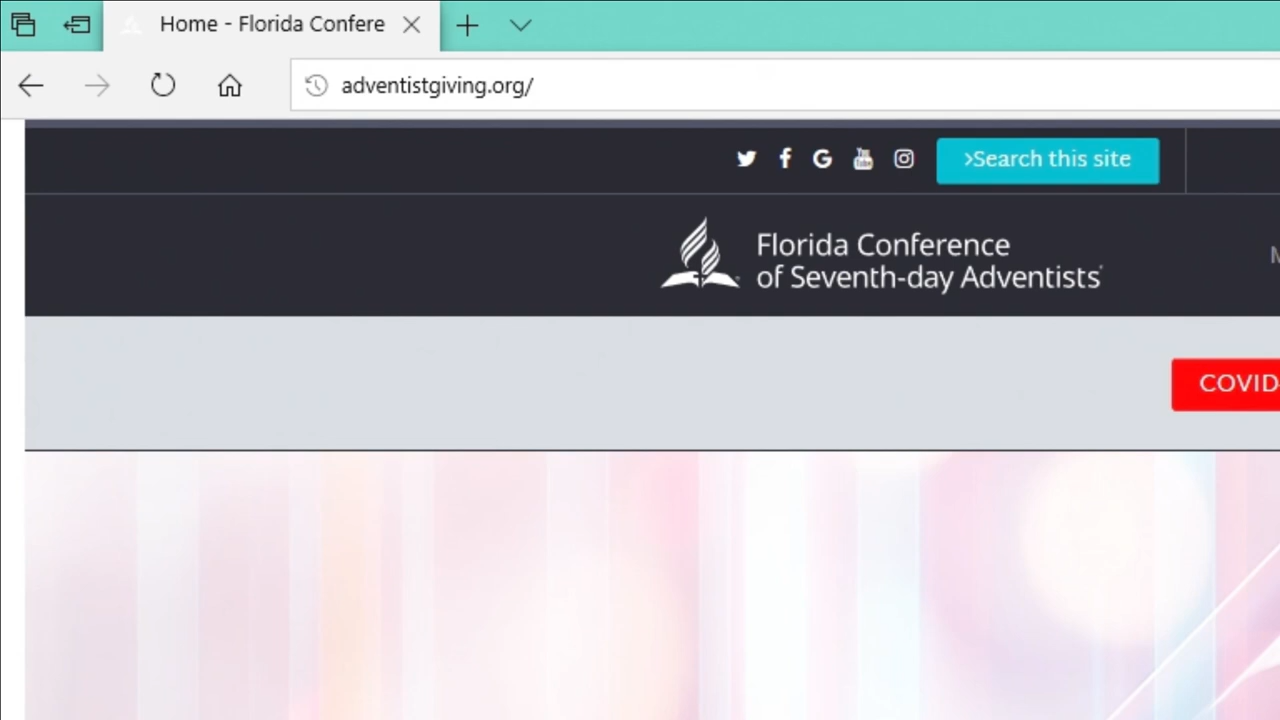 Home - Florida Confere
adventistgiving.org/
>Search this site
Florida Conference
of Seventh-day Adventists
COVID